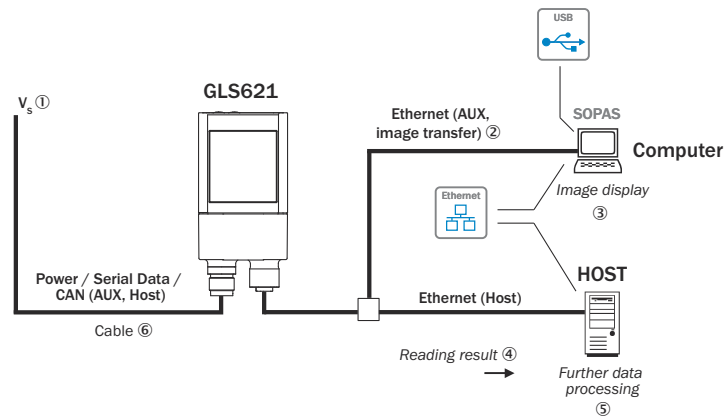 USB
GLS621
Vs ①
Ethernet (AUX,
image transfer) ②
SOPAS
Computer
Ethernet
Image display
③
Power / Serial Data /
CAN (AUX, Host)
Cable ⑥
Ethernet (Host)
HOST
Reading result ④
Further data
processing
⑤